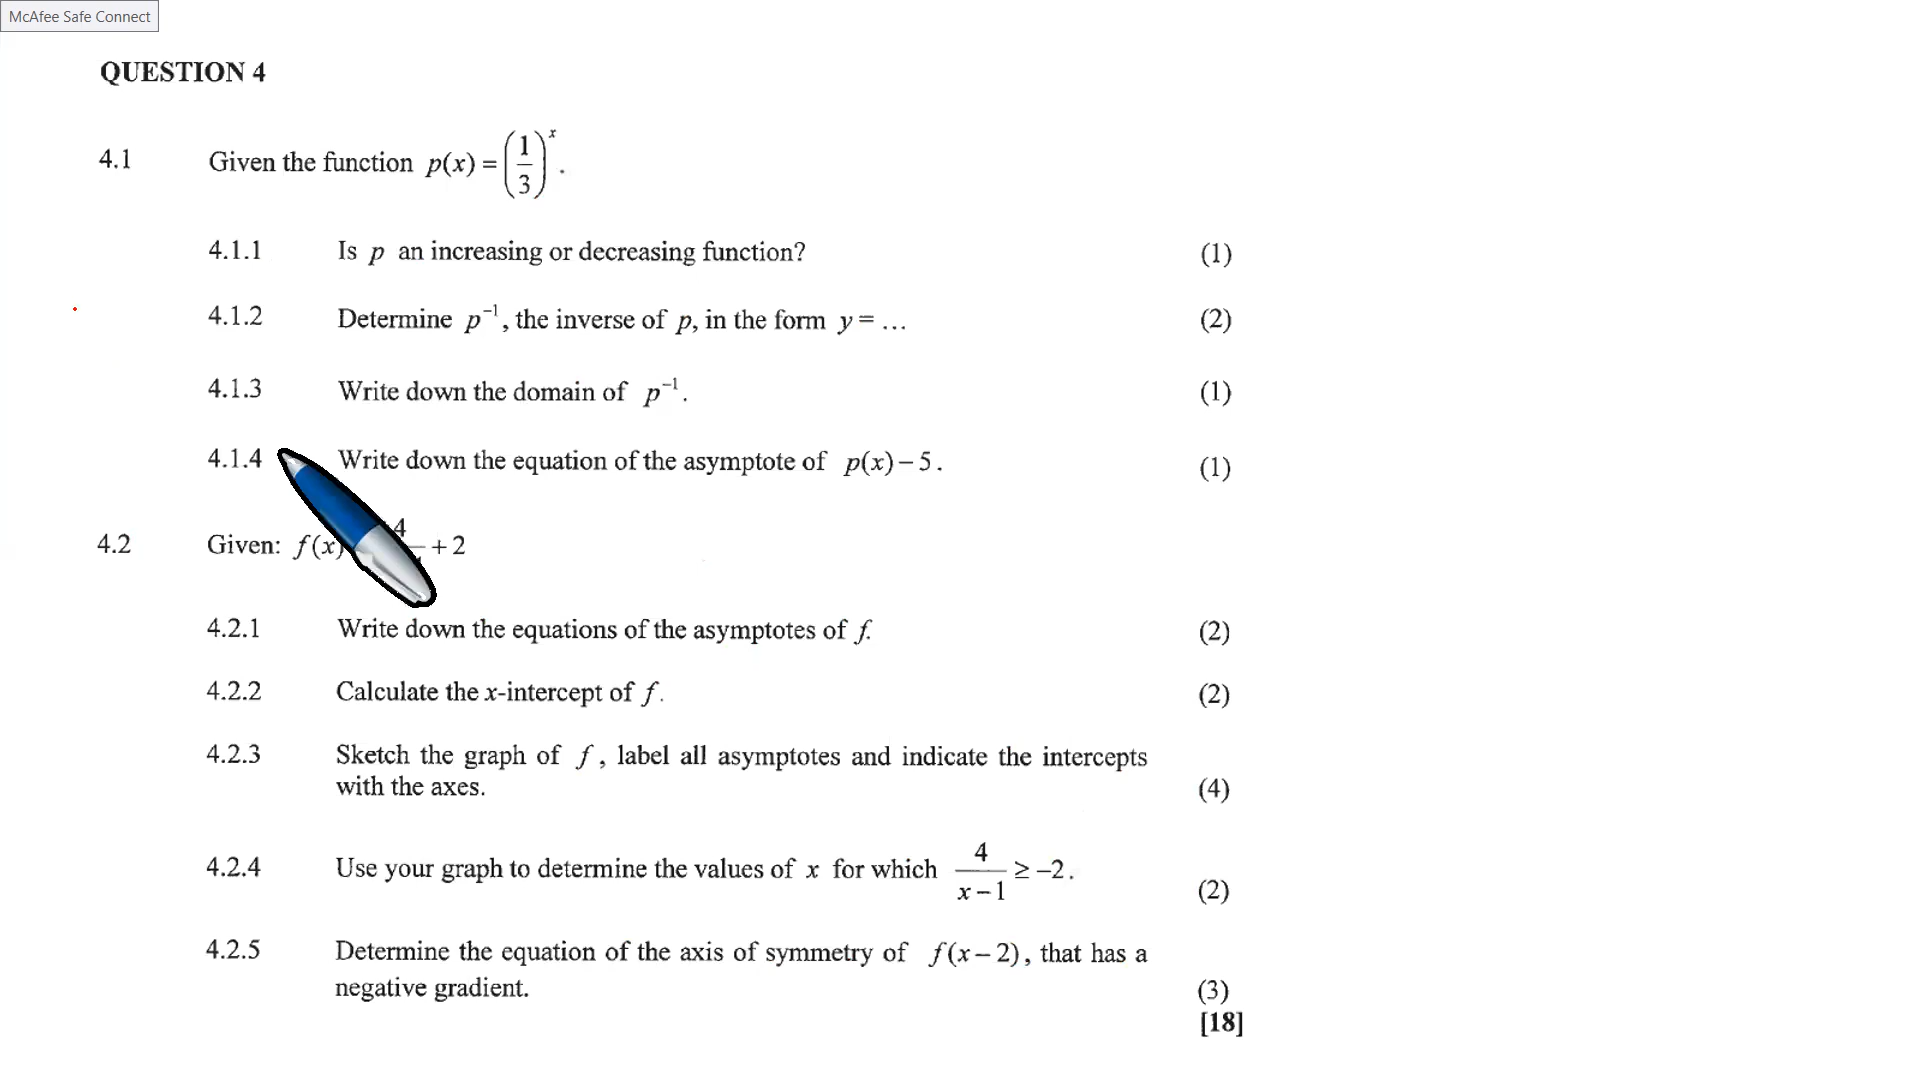 McAfee Safe Connect
QUESTION 4
4.1 Given the function p(x) = (1/3)^x .
4.1.1 Is p an increasing or decreasing function? (1)
4.1.2 Determine p⁻¹, the inverse of p, in the form y = … (2)
4.1.3 Write down the domain of p⁻¹. (1)
4.1.4 Write down the equation of the asymptote of p(x) − 5. (1)
4.2 Given: f(x) 4 + 2
4.2.1 Write down the equations of the asymptotes of f. (2)
4.2.2 Calculate the x-intercept of f. (2)
4.2.3 Sketch the graph of f, label all asymptotes and indicate the intercepts
with the axes. (4)
4.2.4 Use your graph to determine the values of x for which 4/(x − 1) ≥ −2. (2)
4.2.5 Determine the equation of the axis of symmetry of f(x − 2), that has a
negative gradient. (3)
[18]